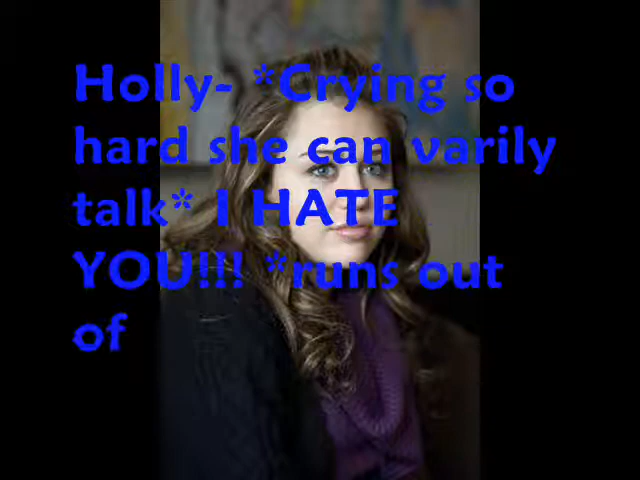 Holly- *Crying so
hard she can varily
talk* I HATE
YOU!!! *runs out
of